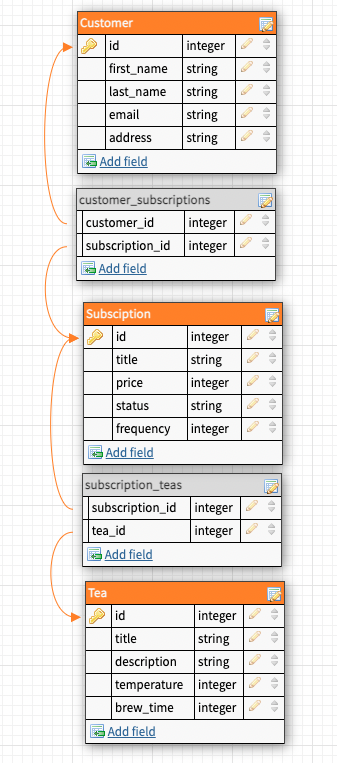 Customer
id integer
first_name string
last_name string
email string
address string
Add field
customer_subscriptions
customer_id integer
subscription_id integer
Add field
Subsciption
id integer
title string
price integer
status string
frequency integer
Add field
subscription_teas
subscription_id integer
tea_id integer
Add field
Tea
id integer
title string
description string
temperature integer
brew_time integer
Add field